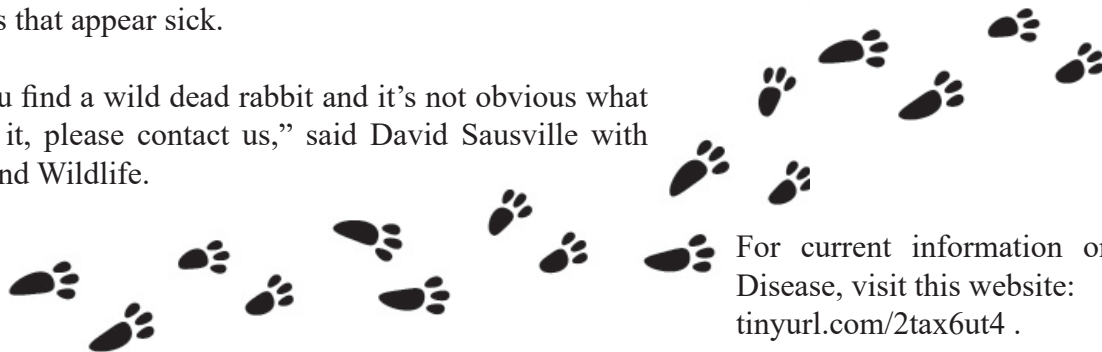 s that appear sick.
u find a wild dead rabbit and it’s not obvious what
it, please contact us,” said David Sausville with
nd Wildlife.
For current information or
Disease, visit this website:
tinyurl.com/2tax6ut4 .